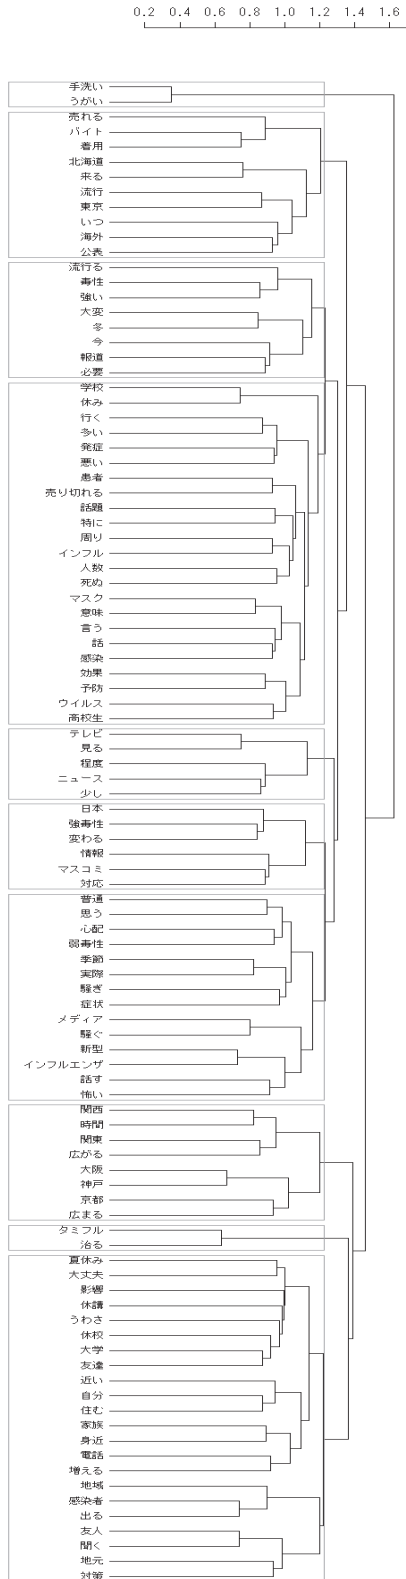 0.2 0.4 0.6 0.8 1.0 1.2 1.4 1.6
手洗い
うがい
売れる
バイト
着用
北海道
来る
流行
東京
いつ
海外
公表
流行る
毒性
強い
大変
冬
今
報道
必要
学校
休み
行く
多い
発症
悪い
患者
売り切れる
話題
特に
周り
インフル
人数
死ぬ
マスク
意味
言う
話
感染
効果
予防
ウイルス
高校生
テレビ
見る
程度
ニュース
少し
日本
強毒性
変わる
情報
マスコミ
対応
普通
思う
心配
弱毒性
季節
実際
騒ぎ
症状
メディア
騒ぐ
新型
インフルエンザ
話す
怖い
関西
時間
関東
広がる
大阪
神戸
京都
広まる
タミフル
治る
夏休み
大丈夫
影響
休講
うわさ
休校
大学
友達
近い
自分
住む
家族
身近
電話
増える
地域
感染者
出る
友人
聞く
地元
対策